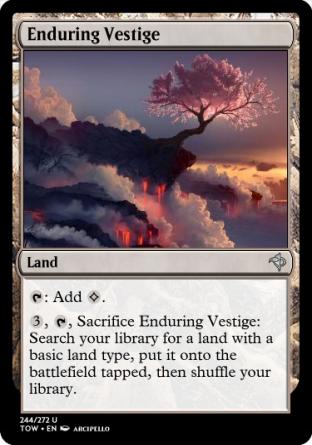 Enduring Vestige
Land
: Add .
3, , Sacrifice Enduring Vestige:
Search your library for a land with a
basic land type, put it onto the
battlefield tapped, then shuffle your
library.
244/272 U
TOW • EN ARCIPELLO